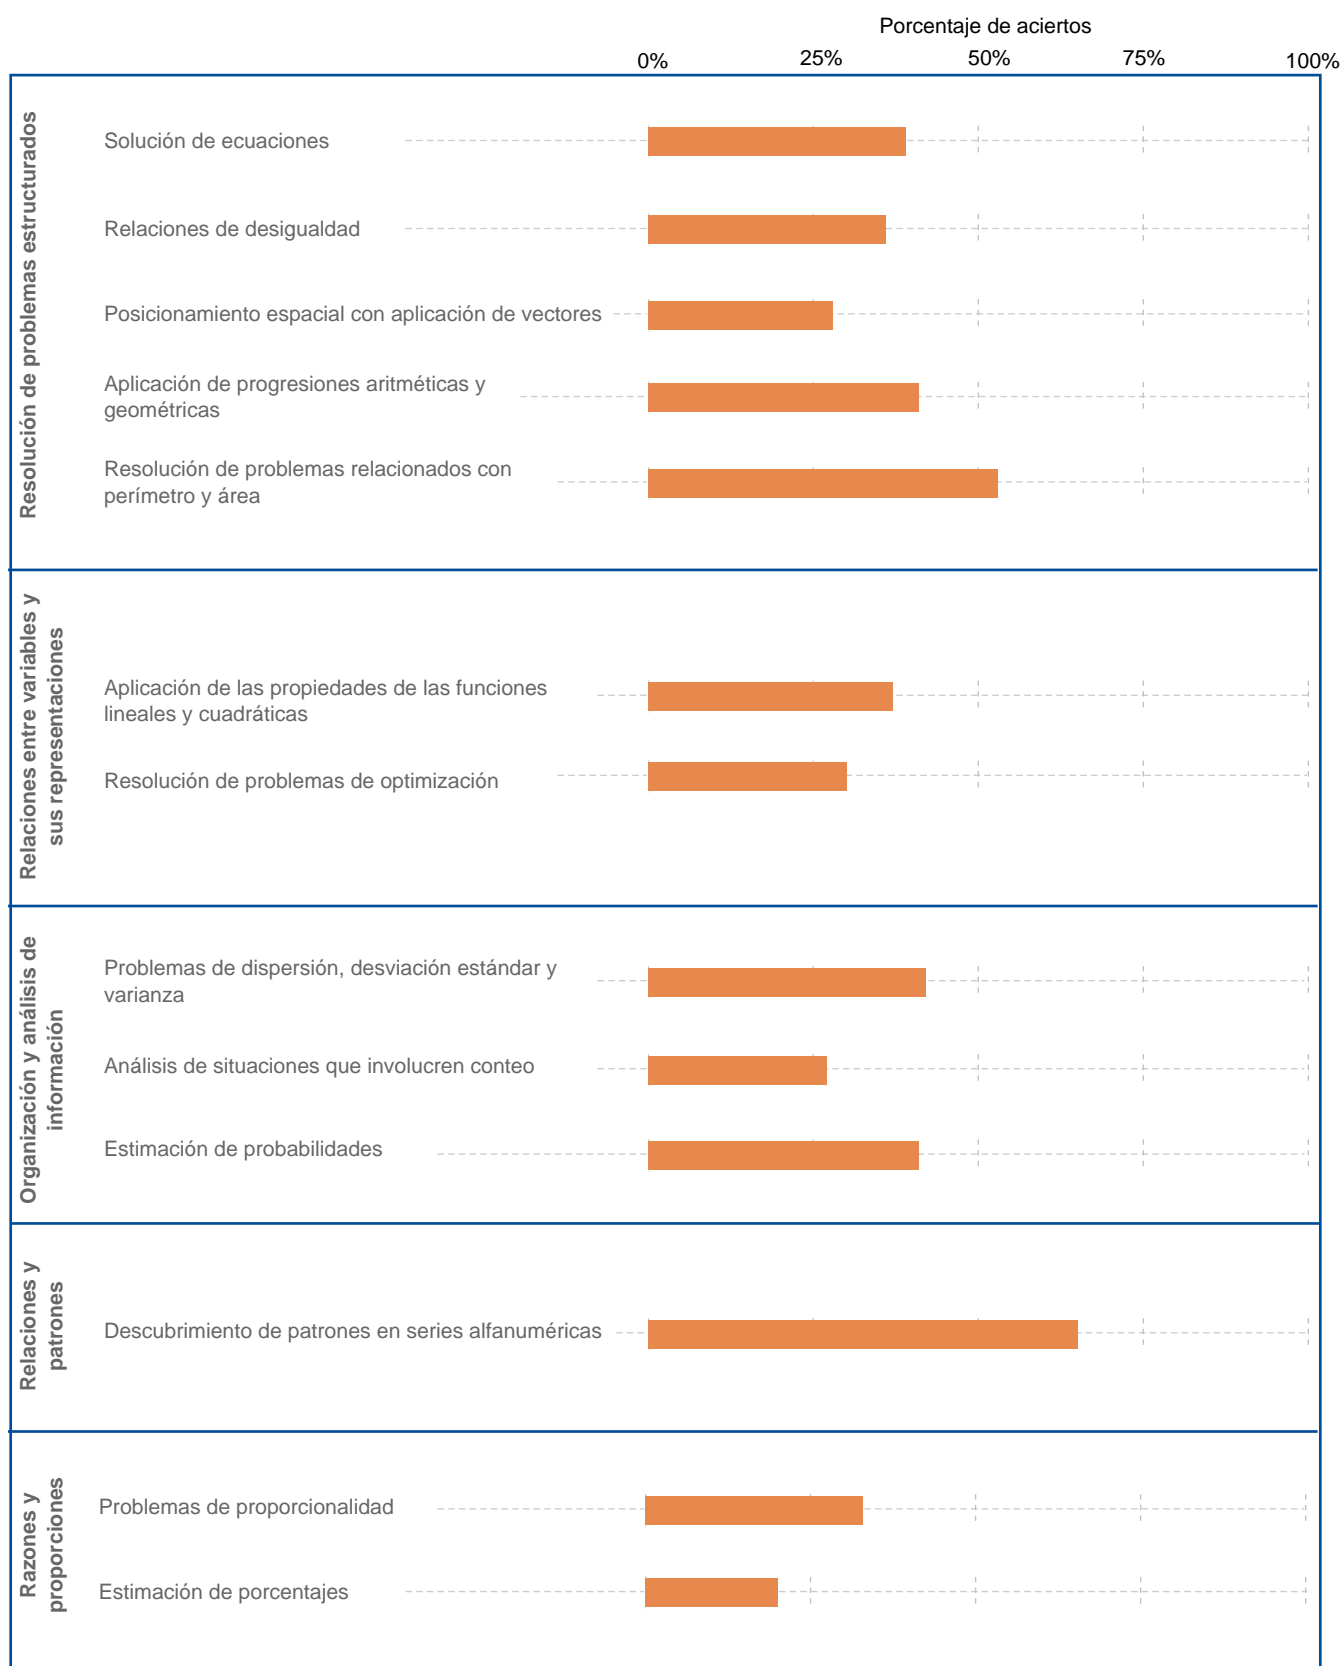 Porcentaje de aciertos
0% 25% 50% 75% 100%
Resolución de problemas estructurados
Solución de ecuaciones
Relaciones de desigualdad
Posicionamiento espacial con aplicación de vectores
Aplicación de progresiones aritméticas y
geométricas
Resolución de problemas relacionados con
perímetro y área
Relaciones entre variables y
sus representaciones
Aplicación de las propiedades de las funciones
lineales y cuadráticas
Resolución de problemas de optimización
Organización y análisis de
información
Problemas de dispersión, desviación estándar y
varianza
Análisis de situaciones que involucren conteo
Estimación de probabilidades
Relaciones y
patrones
Descubrimiento de patrones en series alfanuméricas
Razones y
proporciones
Problemas de proporcionalidad
Estimación de porcentajes